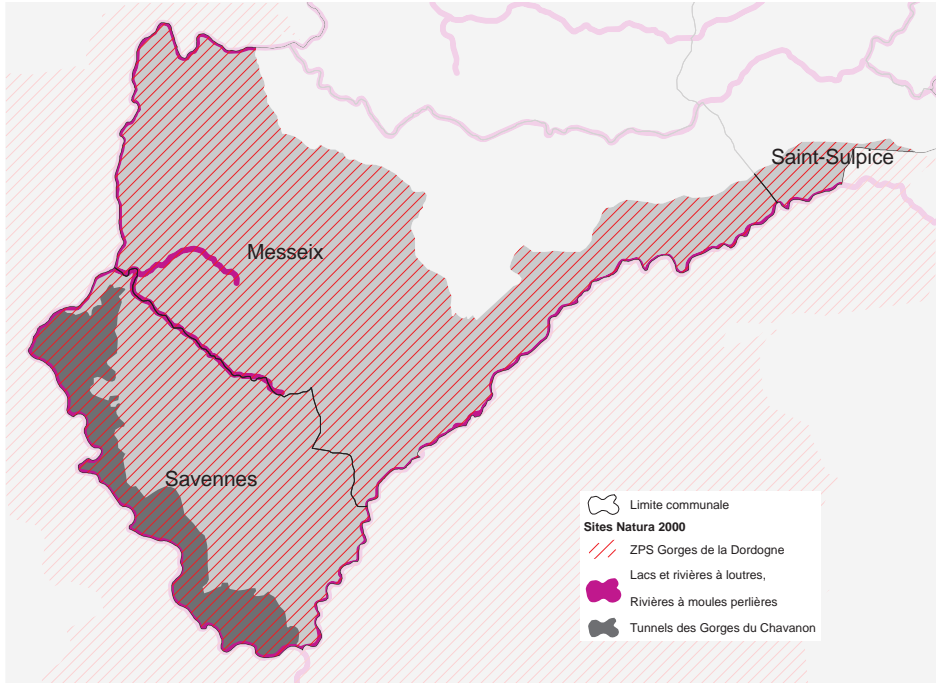 Saint-Sulpice
Messeix
Savennes
Limite communale
Sites Natura 2000
ZPS Gorges de la Dordogne
Lacs et rivières à loutres,
Rivières à moules perlières
Tunnels des Gorges du Chavanon